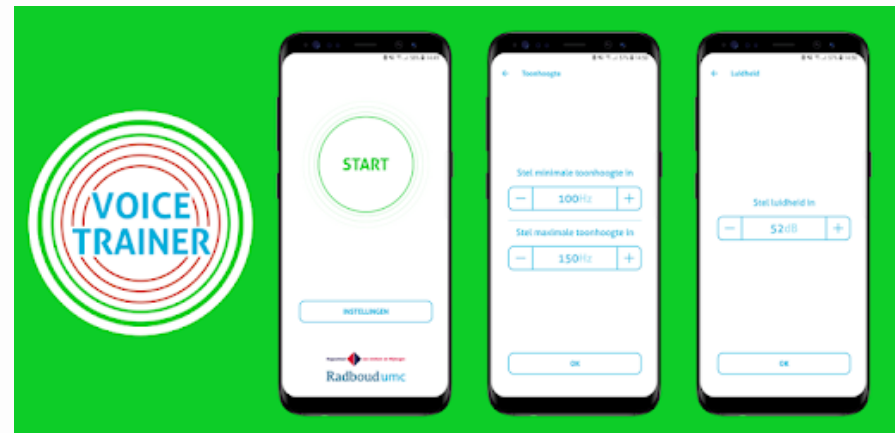 VOICE
TRAINER
START
INSTELLINGEN
Radboudumc
Toonhoogte
Stel minimale toonhoogte in
− 100Hz +
Stel maximale toonhoogte in
− 150Hz +
OK
Luidheid
Stel luidheid in
− 52dB +
OK